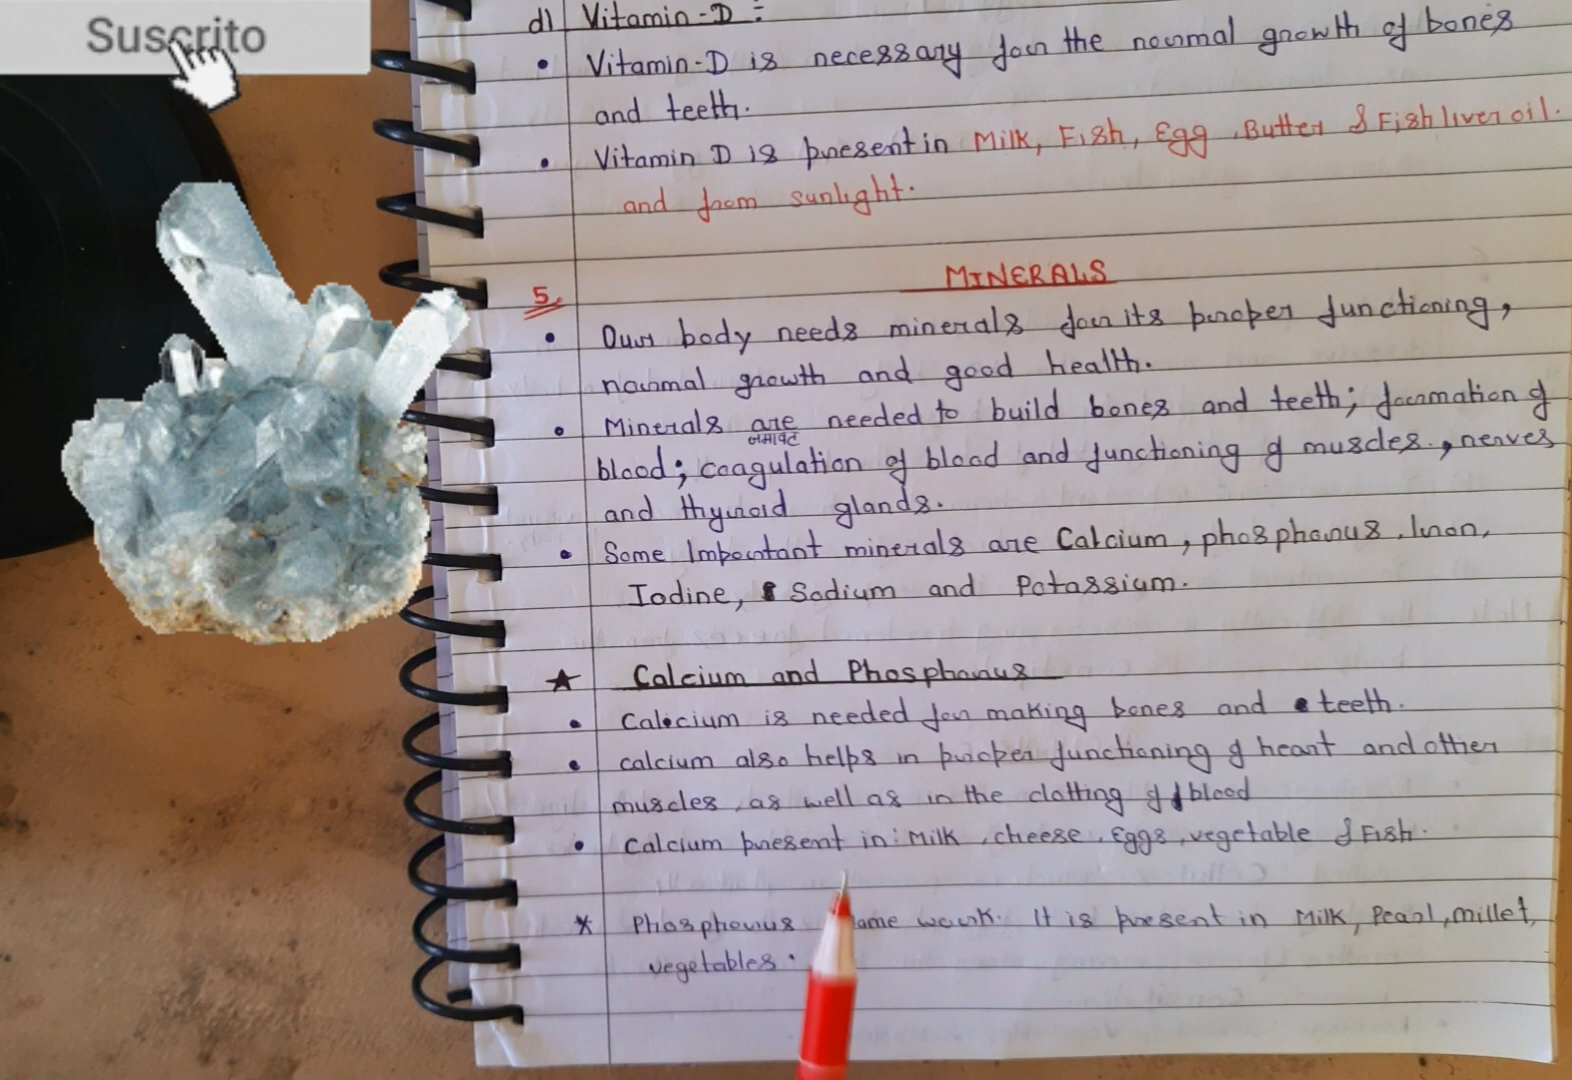 Suscrito
d) Vitamin-D :
• Vitamin-D is necessary for the normal growth of bones
and teeth.
• Vitamin D is present in Milk, Fish, Egg, Butter & Fish liver oil.
and from sunlight.
5. MINERALS
• Our body needs minerals for its proper functioning,
normal growth and good health.
• Minerals are needed to build bones and teeth; formation of
जमावट
blood; coagulation of blood and functioning of muscles, nerves
and thyroid glands.
• Some Important minerals are Calcium, phosphorus, Iron,
Iodine, Sodium and Potassium.
★ Calcium and Phosphorus
• Calcium is needed for making bones and teeth.
• calcium also helps in proper functioning of heart and other
muscles, as well as in the clotting of blood
• Calcium present in: Milk, cheese, Eggs, vegetable & Fish.
* Phosphorus ame work. It is present in Milk, Pearl, millet,
vegetables.